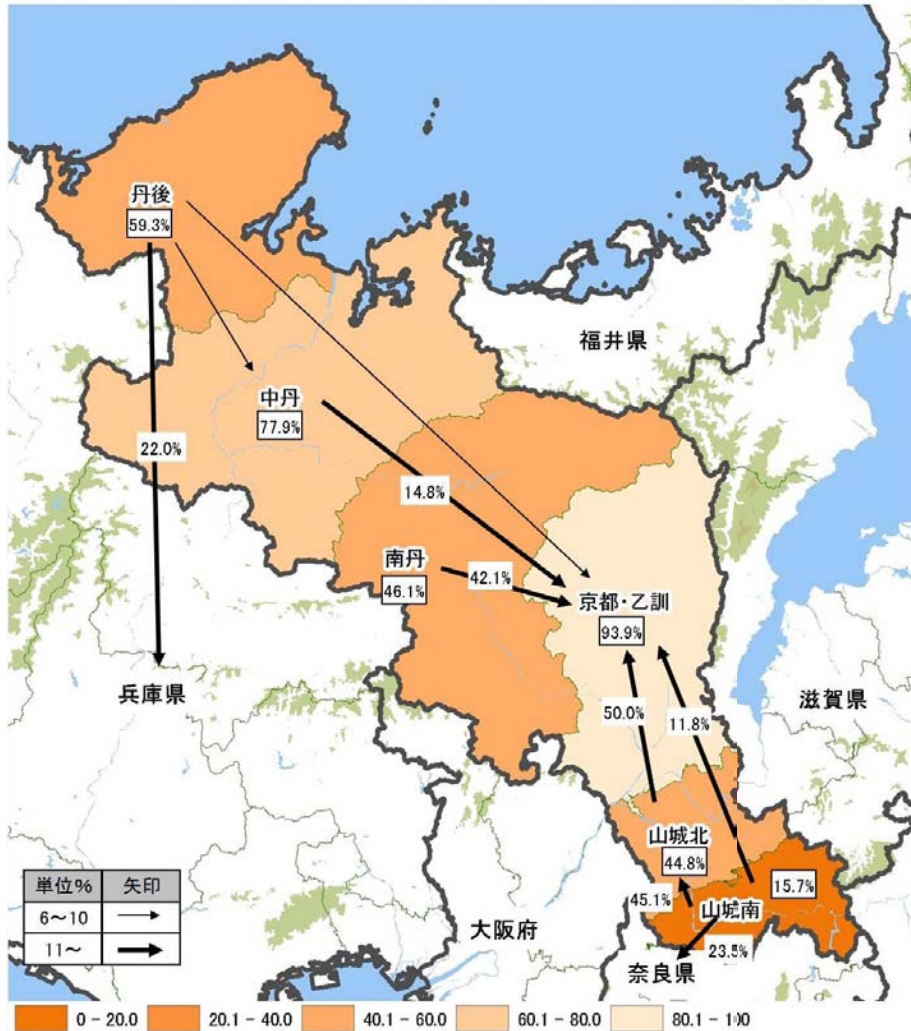 丹後
59.3%
福井県
中丹
77.9%
22.0%
14.8%
南丹
42.1%
46.1%
京都・乙訓
93.9%
兵庫県
滋賀県
50.0%
11.8%
山城北
44.8%
15.7%
単位%
矢印
6～10
11～
45.1%
山城南
大阪府
23.5%
奈良県
0 - 20.0
20.1 - 40.0
40.1 - 60.0
60.1 - 80.0
80.1 - 100